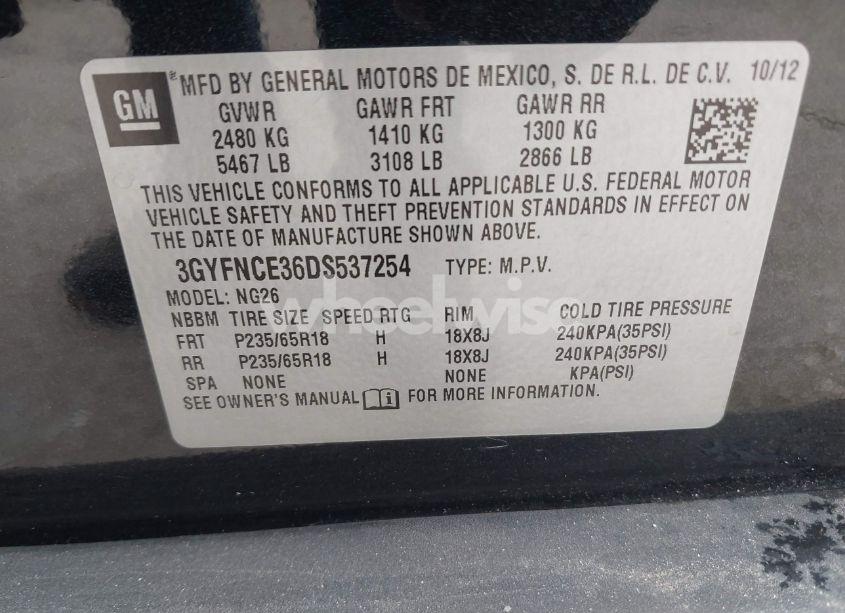 GM
MFD BY GENERAL MOTORS DE MEXICO, S. DE R.L. DE C.V. 10/12
GVWR GAWR FRT GAWR RR
2480 KG 1410 KG 1300 KG
5467 LB 3108 LB 2866 LB
THIS VEHICLE CONFORMS TO ALL APPLICABLE U.S. FEDERAL MOTOR
VEHICLE SAFETY AND THEFT PREVENTION STANDARDS IN EFFECT ON
THE DATE OF MANUFACTURE SHOWN ABOVE.
3GYFNCE36DS537254 TYPE: M.P.V.
MODEL: NG26
wheelwise
NBBM TIRE SIZE SPEED RTG RIM COLD TIRE PRESSURE
FRT P235/65R18 H 18X8J 240KPA(35PSI)
RR P235/65R18 H 18X8J 240KPA(35PSI)
SPA NONE NONE KPA(PSI)
SEE OWNER'S MANUAL FOR MORE INFORMATION.